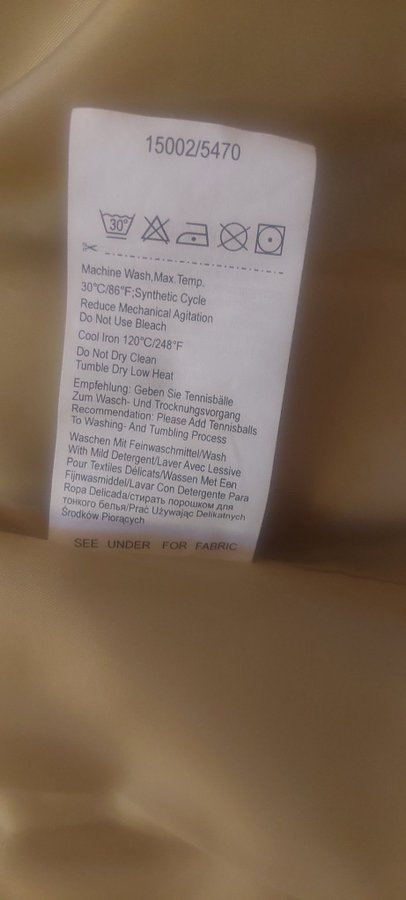 15002/5470
30°
Machine Wash,Max.Temp.
30°C/86°F;Synthetic Cycle
Reduce Mechanical Agitation
Do Not Use Bleach
Cool Iron 120°C/248°F
Do Not Dry Clean
Tumble Dry Low Heat
Empfehlung: Geben Sie Tennisbälle
Zum Wasch- Und Trocknuhgsvorgang
Recommendation: Please Add Tennisballs
To Washing- And Tumbling Process
Waschen Mit Feinwaschmittel/Wash
With Mild Detergent/Laver Avec Lessive
Pour Textiles Délicats/Wassen Met Een
Fijnwasmiddel/Lavar Con Detergente Para
Ropa Delicada/стирать порошком для
тонкого белья/Prać Używając Delikatnych
Środków Piorących
SEE UNDER FOR FABRIC